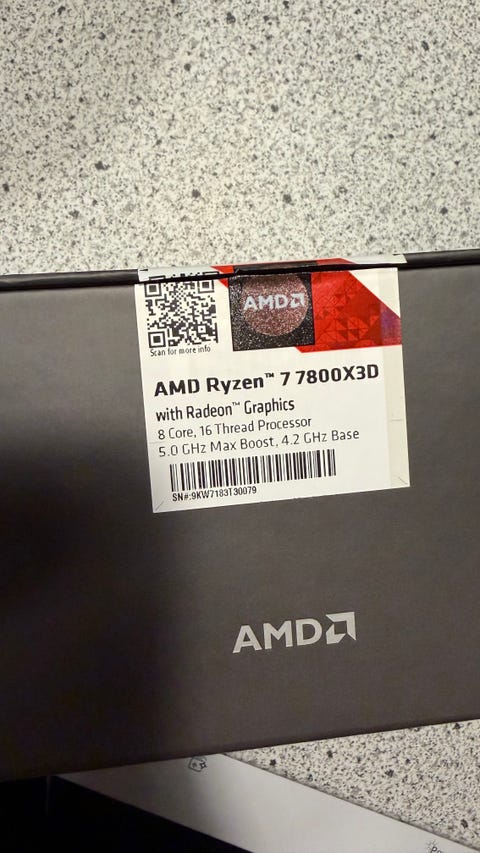 AMD
Scan for more info
AMD Ryzen™ 7 7800X3D
with Radeon™ Graphics
8 Core, 16 Thread Processor
5.0 GHz Max Boost, 4.2 GHz Base
SN#:9KW7183T30079
AMD